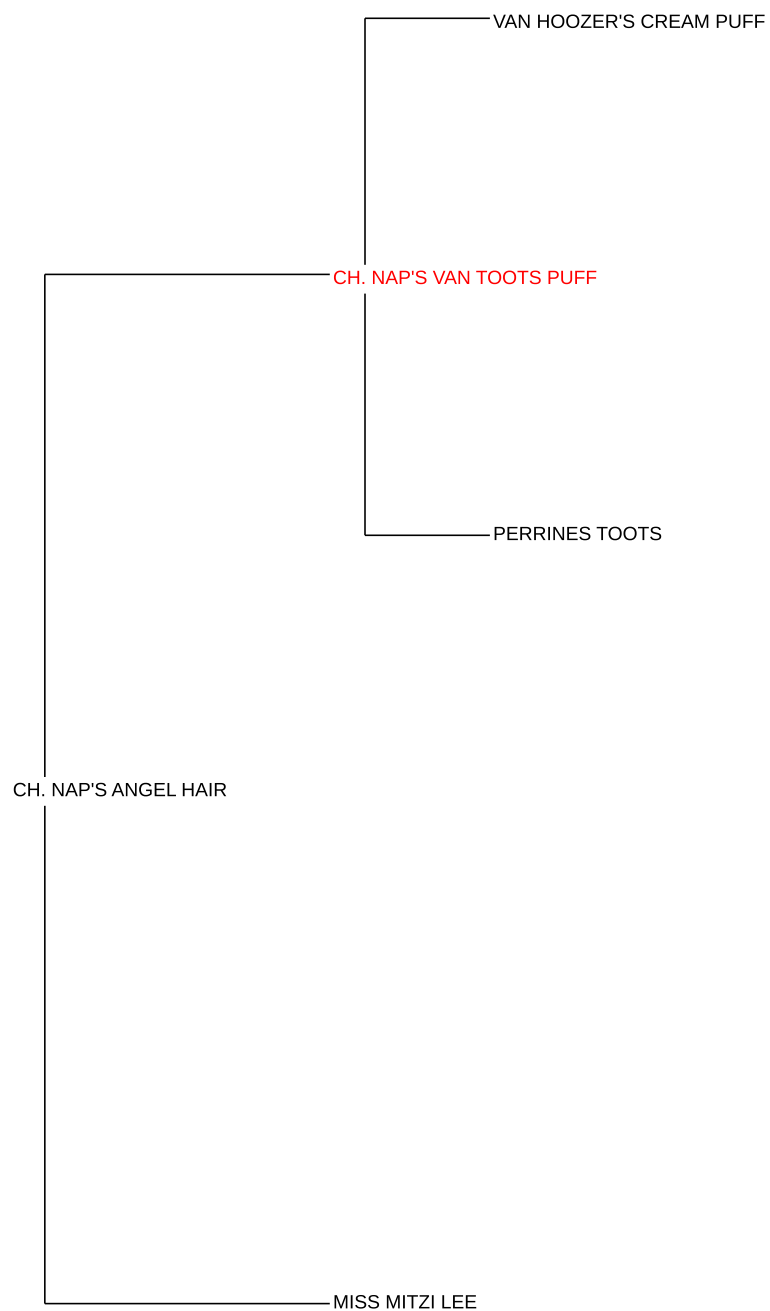 VAN HOOZER'S CREAM PUFF
CH. NAP'S VAN TOOTS PUFF
PERRINES TOOTS
CH. NAP'S ANGEL HAIR
MISS MITZI LEE